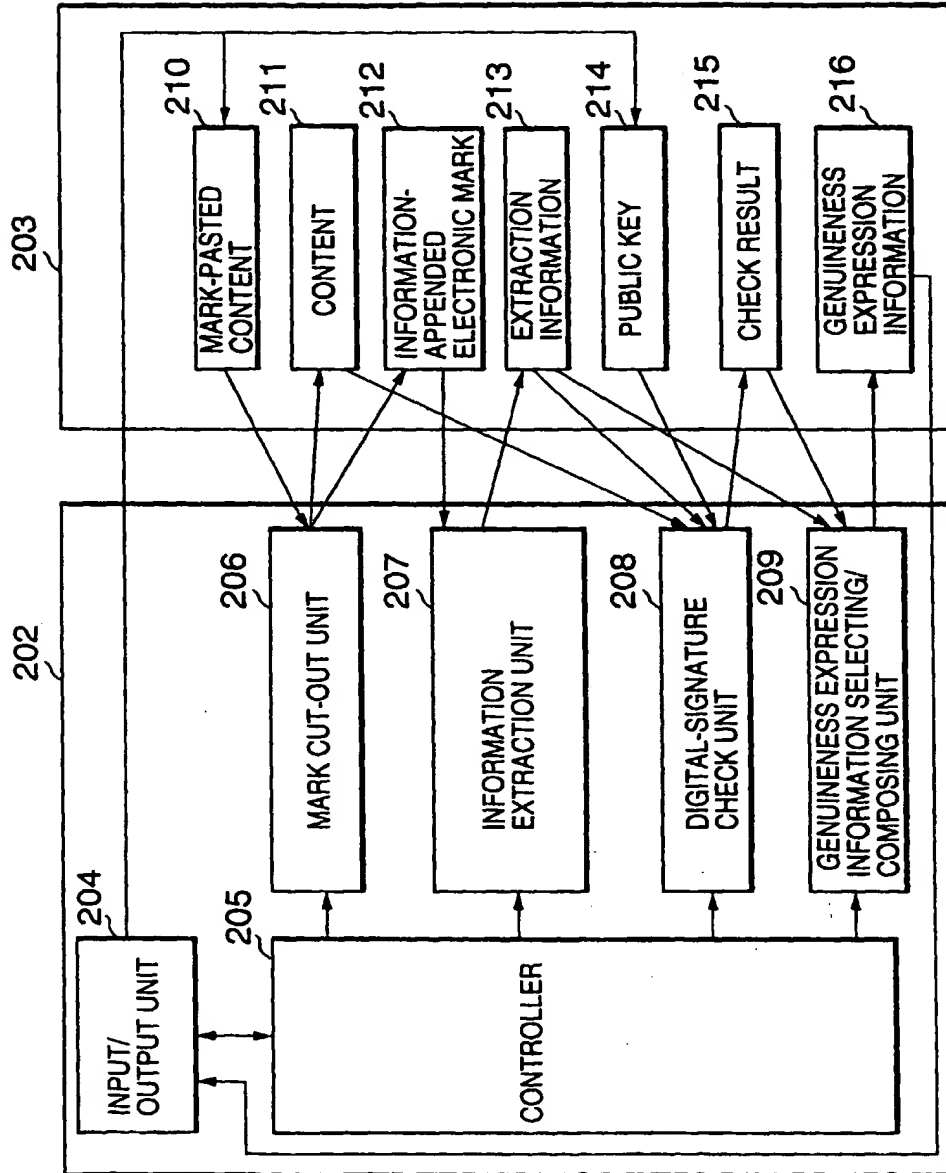 203
210
MARK-PASTED
CONTENT
211
CONTENT
212
INFORMATION-
APPENDED
ELECTRONIC MARK
213
EXTRACTION
INFORMATION
214
PUBLIC KEY
215
CHECK RESULT
216
GENUINENESS
EXPRESSION
INFORMATION
202
206
MARK CUT-OUT UNIT
207
INFORMATION
EXTRACTION UNIT
208
DIGITAL-SIGNATURE
CHECK UNIT
209
GENUINENESS EXPRESSION
INFORMATION SELECTING/
COMPOSING UNIT
204
INPUT/
OUTPUT UNIT
205
CONTROLLER